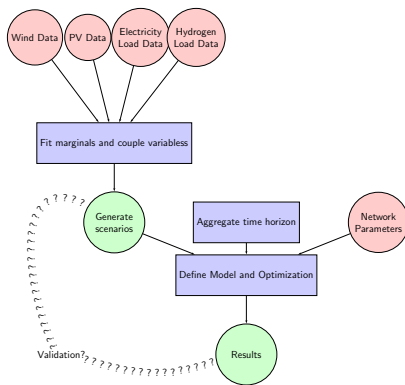 Wind Data
PV Data
Electricity
Load Data
Hydrogen
Load Data
Fit marginals and couple variabless
Generate
scenarios
Aggregate time horizon
Network
Parameters
Define Model and Optimization
Validation?
Results